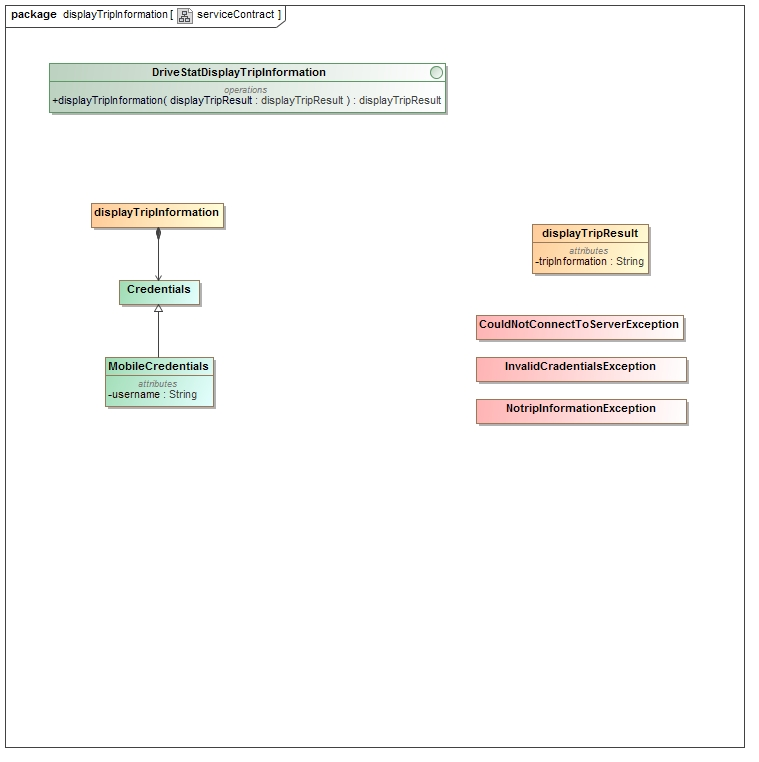 package displayTripInformation [ serviceContract ]
DriveStatDisplayTripInformation
operations
+displayTripInformation( displayTripResult : displayTripResult ) : displayTripResult
displayTripInformation
displayTripResult
attributes
-tripInformation : String
Credentials
CouldNotConnectToServerException
MobileCredentials
attributes
-username : String
InvalidCredentialsException
NotripInformationException